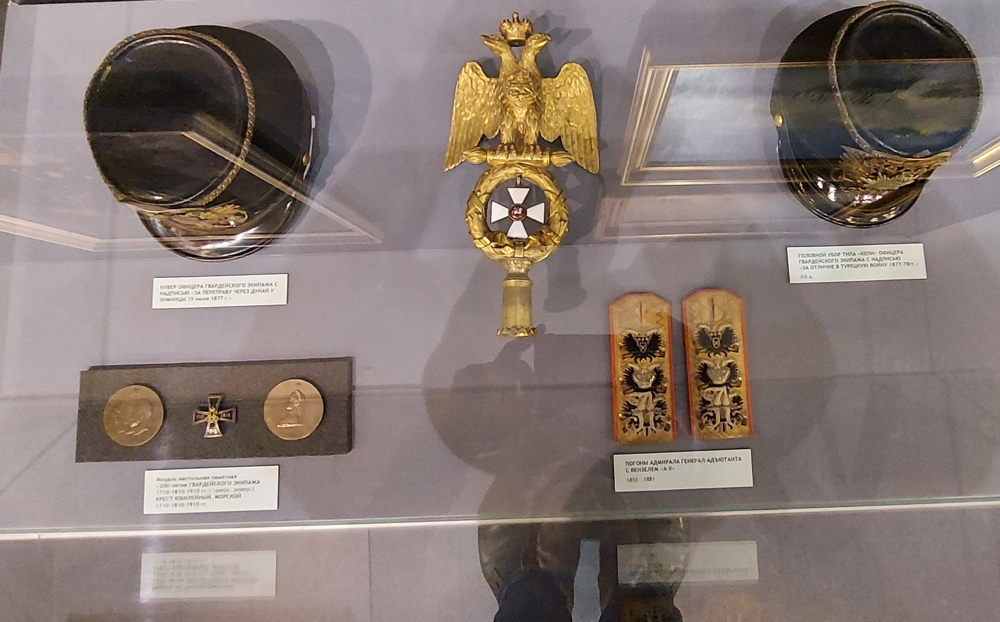 КИВЕР ОФИЦЕРА ГВАРДЕЙСКОГО ЭКИПАЖА С
НАДПИСЬЮ «ЗА ПЕРЕПРАВУ ЧЕРЕЗ ДУНАЙ У
ЗИМНИЦЫ 15 июня 1877 г.»
ГОЛОВНОЙ УБОР ТИПА «КЕПИ» ОФИЦЕРА
ГВАРДЕЙСКОГО ЭКИПАЖА С НАДПИСЬЮ
«ЗА ОТЛИЧИЕ В ТУРЕЦКУЮ ВОЙНУ 1877-78гг.»
XIX в.
1710 1810
1910
Медаль настольная памятная
«200-летие ГВАРДЕЙСКОГО ЭКИПАЖА
1710-1810-1910 гг.» (аверс, реверс)
КРЕСТ ЮБИЛЕЙНЫЙ. МОРСКОЙ
1710-1810-1910 гг.
ПОГОНЫ АДМИРАЛА ГЕНЕРАЛ-АДЪЮТАНТА
С ВЕНЗЕЛЕМ «А II»
1855 - 1881